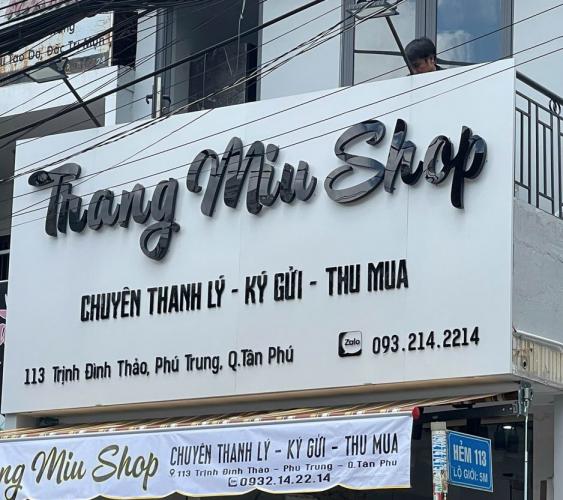 Trang Miu Shop
CHUYÊN THANH LÝ - KÝ GỬI - THU MUA
113 Trịnh Đình Thảo, Phú Trung, Q.Tân Phú
Zalo 093.214.2214
ang Miu Shop
CHUYÊN THANH LÝ - KÝ GỬI - THU MUA
113 Trịnh Đình Thảo - Phú Trung - Q.Tân Phú
0932.14.22.14
HẺM 113
LỘ GIỚI: 5M